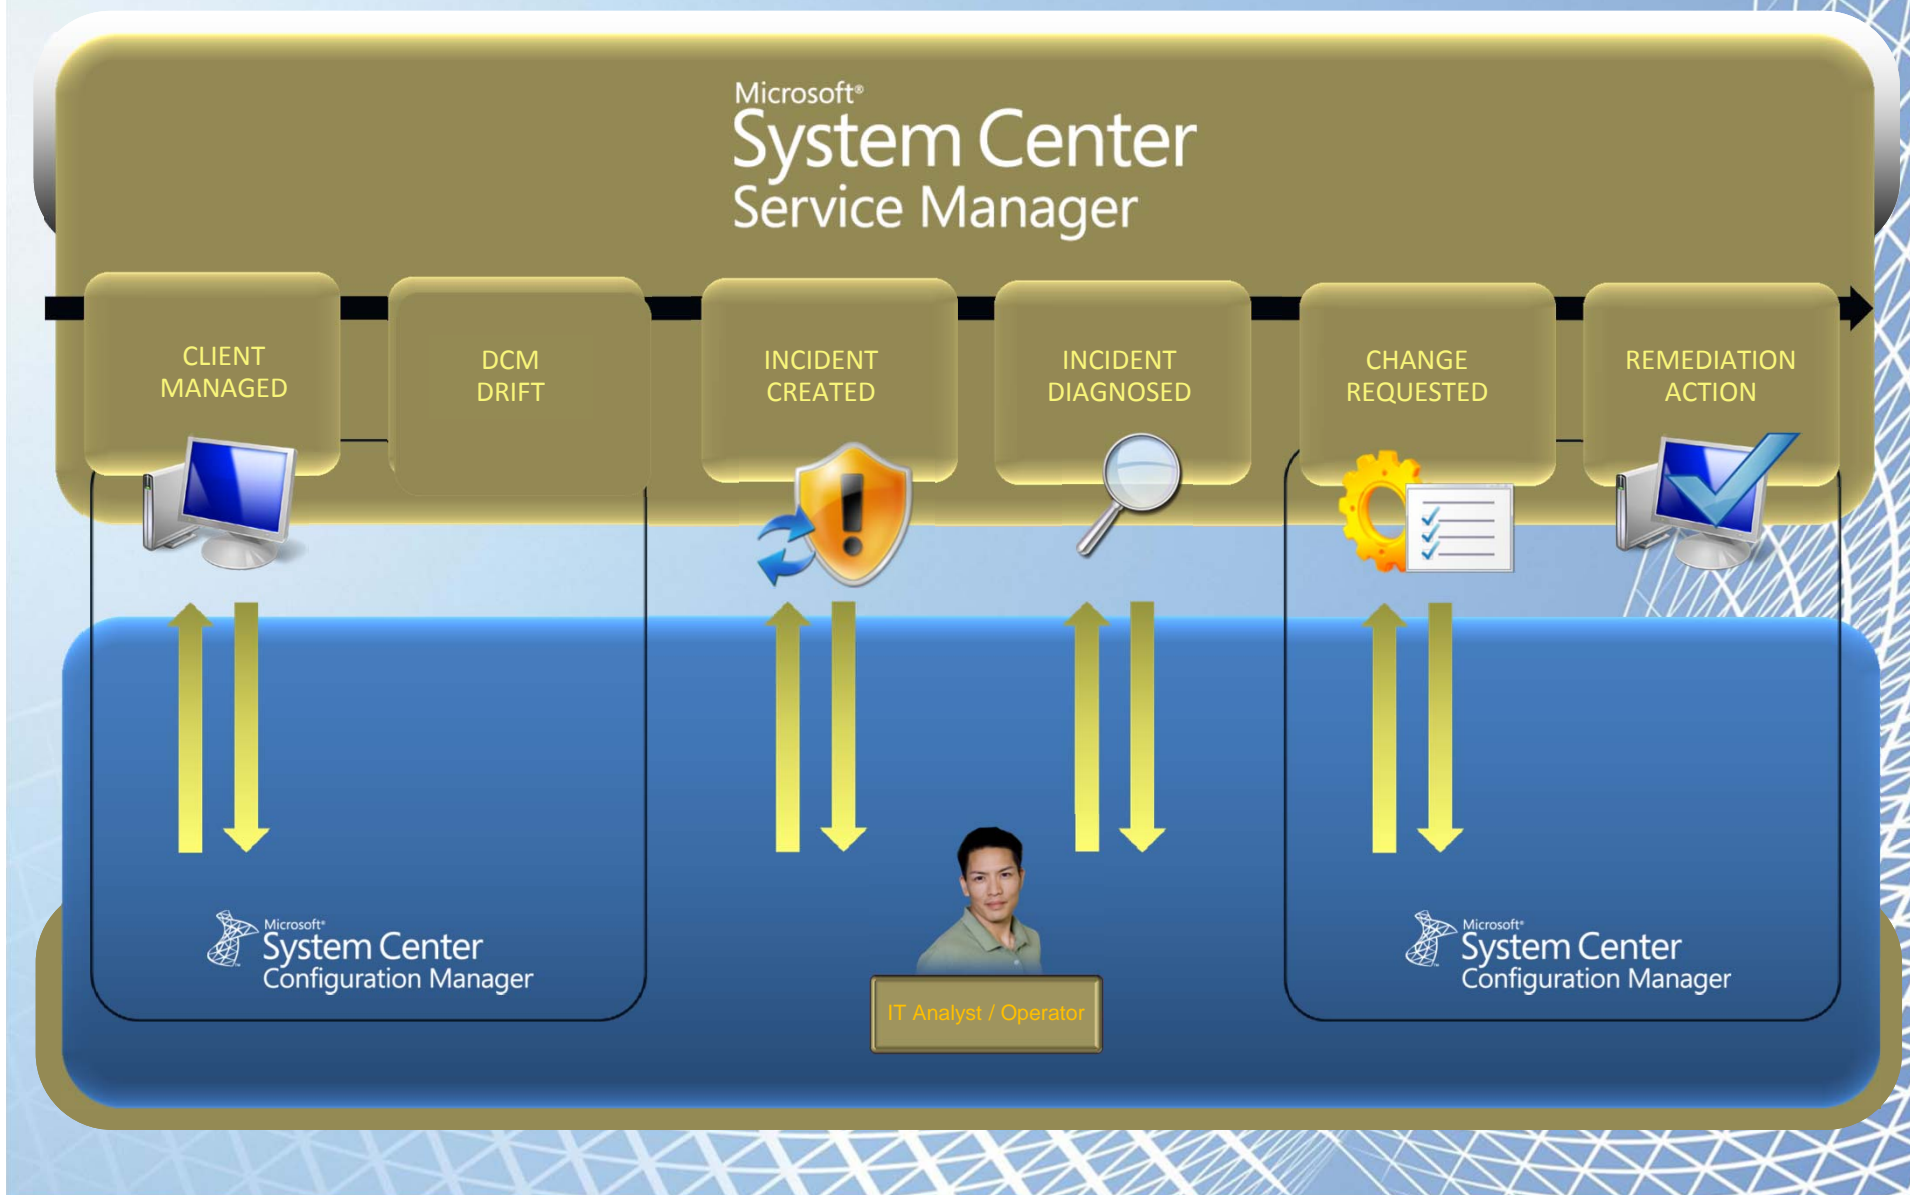 Microsoft®
System Center
Service Manager
CLIENT
MANAGED
DCM
DRIFT
INCIDENT
CREATED
INCIDENT
DIAGNOSED
CHANGE
REQUESTED
REMEDIATION
ACTION
Microsoft®
System Center
Configuration Manager
IT Analyst / Operator
Microsoft®
System Center
Configuration Manager